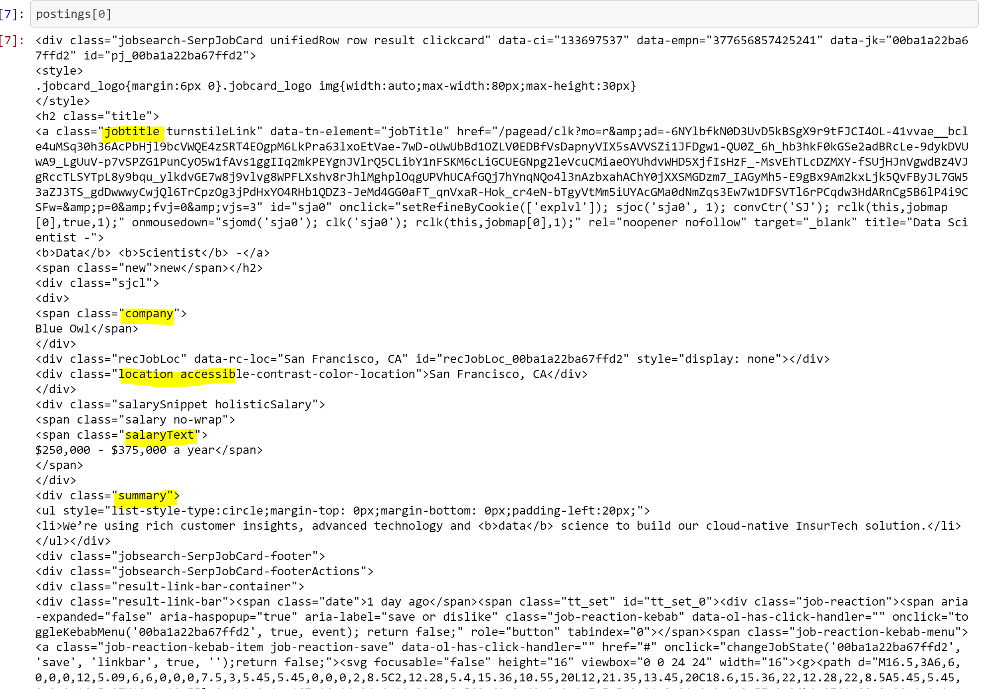 [7]: postings[0]
[7]: <div class="jobsearch-SerpJobCard unifiedRow row result clickcard" data-ci="133697537" data-empn="377656857425241" data-jk="00ba1a22ba6
7ffd2" id="pj_00ba1a22ba67ffd2">
<style>
.jobcard_logo{margin:6px 0}.jobcard_logo img{width:auto;max-width:80px;max-height:30px}
</style>
<h2 class="title">
<a class="jobtitle turnstileLink" data-tn-element="jobTitle" href="/pagead/clk?mo=r&amp;ad=-6NYlbfkN0D3UvD5kBSgX9r9tFJCI4OL-41vvae__bcl
e4uMSq30h36AcPbHjl9bcVWQE4zSRT4EOgpM6LkPra63lxoEtVae-7wD-oUwUbBd1OZLV0EDBfVsDapnyVIX5sAVVSZi1JFDgw1-QU0Z_6h_hb3hkF0kGSe2adBRcLe-9dykDVU
wA9_LgUuV-p7vSPZG1PunCyO5w1fAvs1ggIIq2mkPEYgnJVlrQ5CLibY1nFSKM6cLiGCUEGNpg2leVcuCMiaeOYUhdvWHD5XjfIsHzF_-MsvEhTLcDZMXY-fSUjHJnVgwdBz4VJ
gRccTLSYTpL8y9bqu_ylkdvGE7w8j9vlvg8WPFLXshv8rJhlMghplOqgUPVhUCAfGQj7hYnqNQo4l3nAzbxahAChY0jXXSMGDzm7_IAGyMh5-E9gBx9Am2kxLjk5QvFByJL7GW5
3aZJ3TS_gdDwwwyCwjQl6TrCpzOg3jPdHxYO4RHb1QDZ3-JeMd4GG0aFT_qnVxaR-Hok_cr4eN-bTgyVtMm5iUYAcGMa0dNmZqs3Ew7w1DFSVTl6rPCqdw3HdARnCg5B6lP4i9C
SFw=&amp;p=0&amp;fvj=0&amp;vjs=3" id="sja0" onclick="setRefineByCookie(['explvl']); sjoc('sja0', 1); convCtr('SJ'); rclk(this,jobmap
[0],true,1);" onmousedown="sjomd('sja0'); clk('sja0'); rclk(this,jobmap[0],1);" rel="noopener nofollow" target="_blank" title="Data Sci
entist -">
<b>Data</b> <b>Scientist</b> -</a>
<span class="new">new</span></h2>
<div class="sjcl">
<div>
<span class="company">
Blue Owl</span>
</div>
<div class="recJobLoc" data-rc-loc="San Francisco, CA" id="recJobLoc_00ba1a22ba67ffd2" style="display: none"></div>
<div class="location accessible-contrast-color-location">San Francisco, CA</div>
</div>
<div class="salarySnippet holisticSalary">
<span class="salary no-wrap">
<span class="salaryText">
$250,000 - $375,000 a year</span>
</span>
</div>
<div class="summary">
<ul style="list-style-type:circle;margin-top: 0px;margin-bottom: 0px;padding-left:20px;">
<li>We’re using rich customer insights, advanced technology and <b>data</b> science to build our cloud-native InsurTech solution.</li>
</ul></div>
<div class="jobsearch-SerpJobCard-footer">
<div class="jobsearch-SerpJobCard-footerActions">
<div class="result-link-bar-container">
<div class="result-link-bar"><span class="date">1 day ago</span><span class="tt_set" id="tt_set_0"><div class="job-reaction"><span aria
-expanded="false" aria-haspopup="true" aria-label="save or dislike" class="job-reaction-kebab" data-ol-has-click-handler="" onclick="to
ggleKebabMenu('00ba1a22ba67ffd2', true, event); return false;" role="button" tabindex="0"></span><span class="job-reaction-kebab-menu">
<a class="job-reaction-kebab-item job-reaction-save" data-ol-has-click-handler="" href="#" onclick="changeJobState('00ba1a22ba67ffd2',
'save', 'linkbar', true, '');return false;"><svg focusable="false" height="16" viewbox="0 0 24 24" width="16"><g><path d="M16.5,3A6,6,
0,0,0,12,5.09,6,6,0,0,0,7.5,3,5.45,5.45,0,0,0,2,8.5C2,12.28,5.4,15.36,10.55,20L12,21.35,13.45,20C18.6,15.36,22,12.28,22,8.5A5.45,5.45,